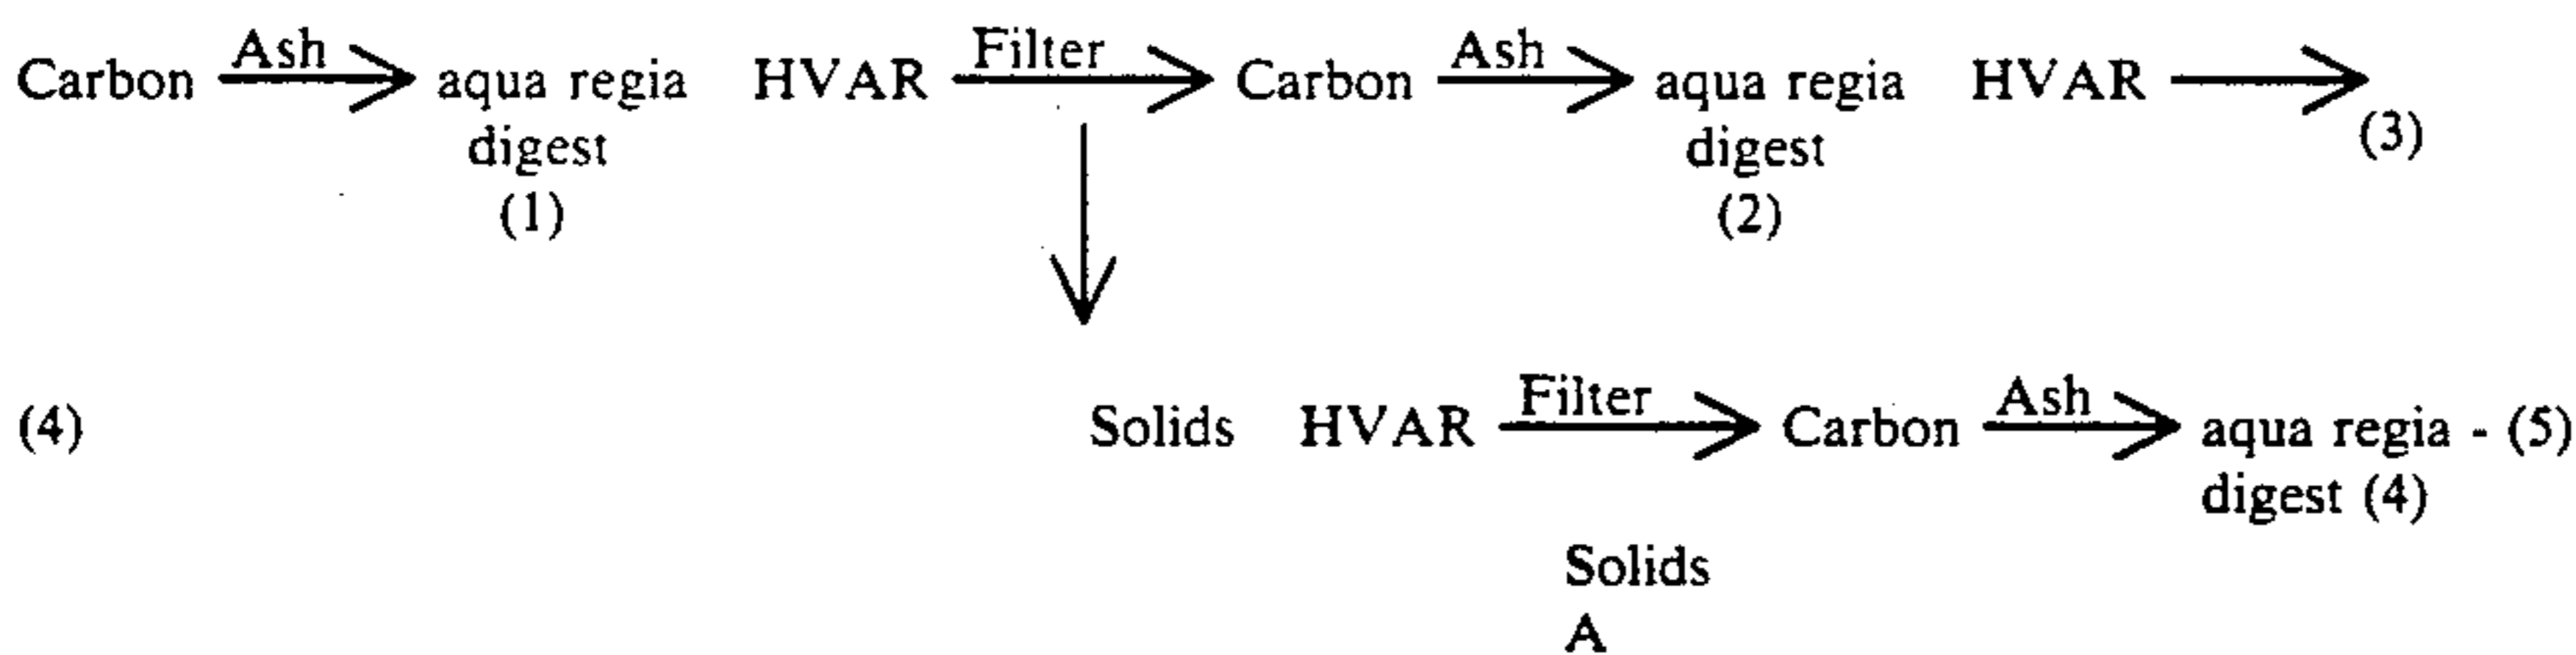 Carbon Ash aqua regia HVAR Filter Carbon Ash aqua regia HVAR
digest digest (3)
(1) (2)
(4) Solids HVAR Filter Carbon Ash aqua regia - (5)
digest (4)
Solids
A